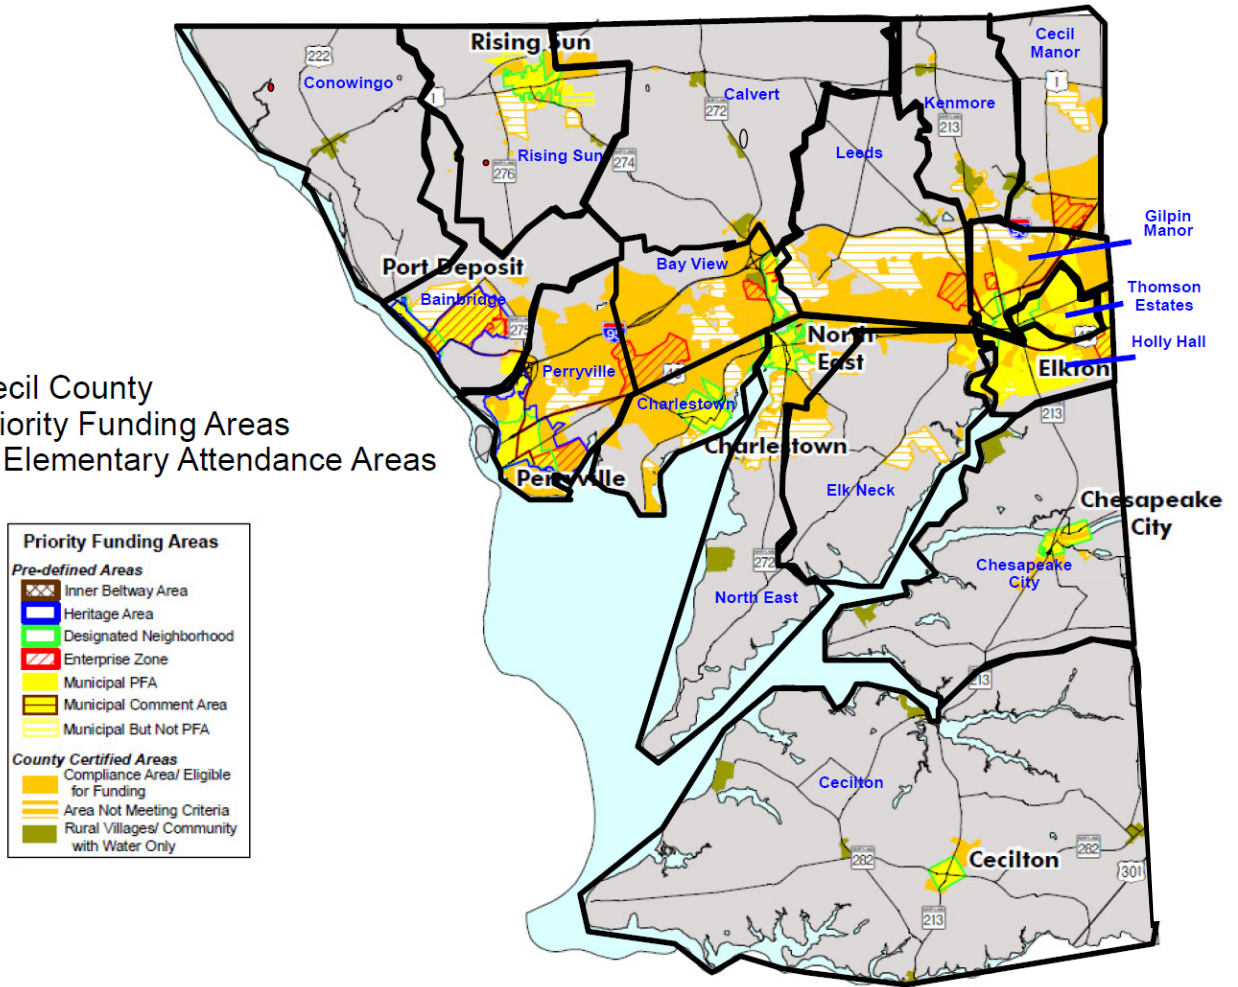 Rising Sun
Cecil
Manor
222
Conowingo
1
1
Calvert
272
Kenmore
213
Leeds
Rising Sun
274
276
Gilpin
Manor
Bay View
Port Deposit
Bainbridge
Thomson
Estates
275
95
North
East
40
Holly Hall
Perryville
40
Elkton
ecil County
iority Funding Areas
Elementary Attendance Areas
Charlestown
213
Charlestown
Perryville
Elk Neck
Chesapeake
City
272
Chesapeake
City
North East
213
Cecilton
282
Cecilton
282
301
213
Priority Funding Areas
Pre-defined Areas
Inner Beltway Area
Heritage Area
Designated Neighborhood
Enterprise Zone
Municipal PFA
Municipal Comment Area
Municipal But Not PFA
County Certified Areas
Compliance Area/ Eligible
for Funding
Area Not Meeting Criteria
Rural Villages/ Community
with Water Only